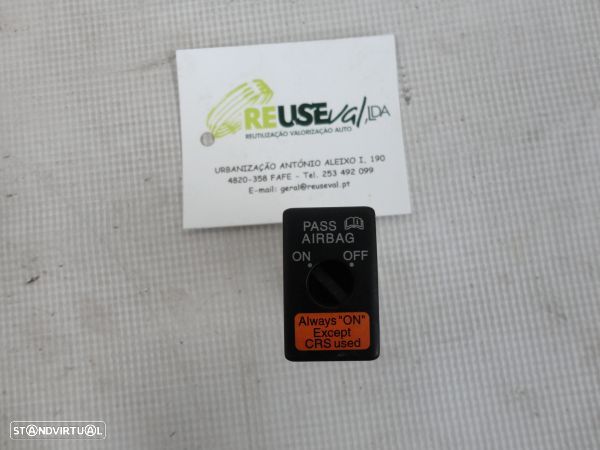 REUSEval,LDA
REUTILIZAÇÃO VALORIZAÇÃO AUTO
URBANIZAÇÃO ANTÓNIO ALEIXO I, 190
4820-358 FAFE - Tel. 253 492 099
E-mail: geral@reuseval.pt
PASS
AIRBAG
ON OFF
Always "ON"
Except
CRS used
STANDVIRTUAL